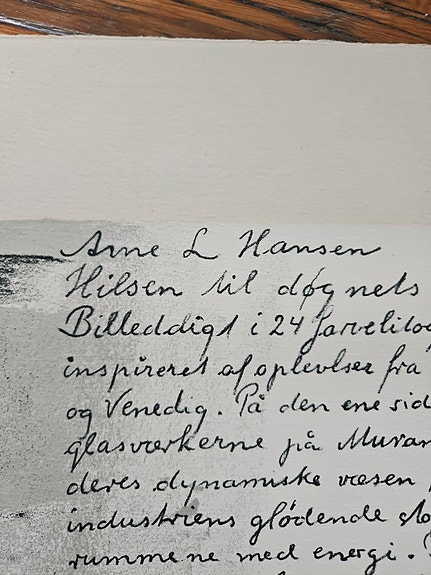 Arne L Hansen
Hilsen til døgnets
Billeddigt i 24 farvelitog
inspireret af oplevelser fra
og Venedig. På den ene sid
glasværkerne på Muran
deres dynamiske væsen
industriens glødende
rummene med energi.